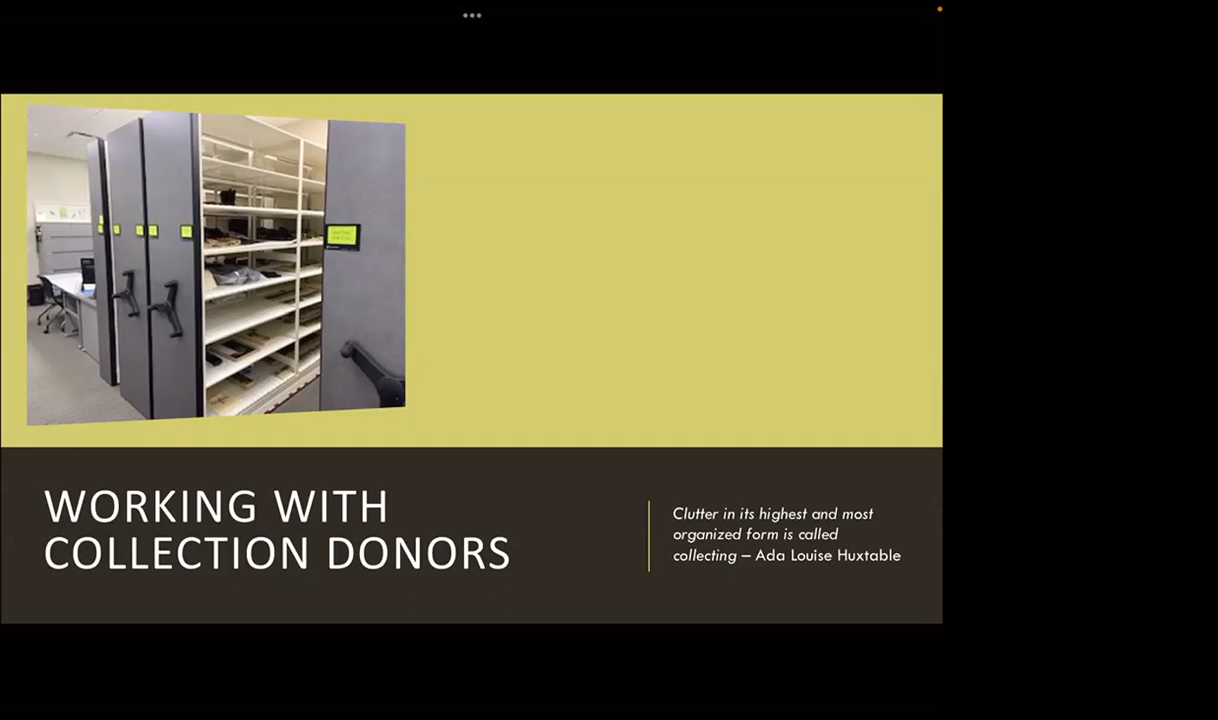 WORKING WITH
COLLECTION DONORS
Clutter in its highest and most
organized form is called
collecting – Ada Louise Huxtable